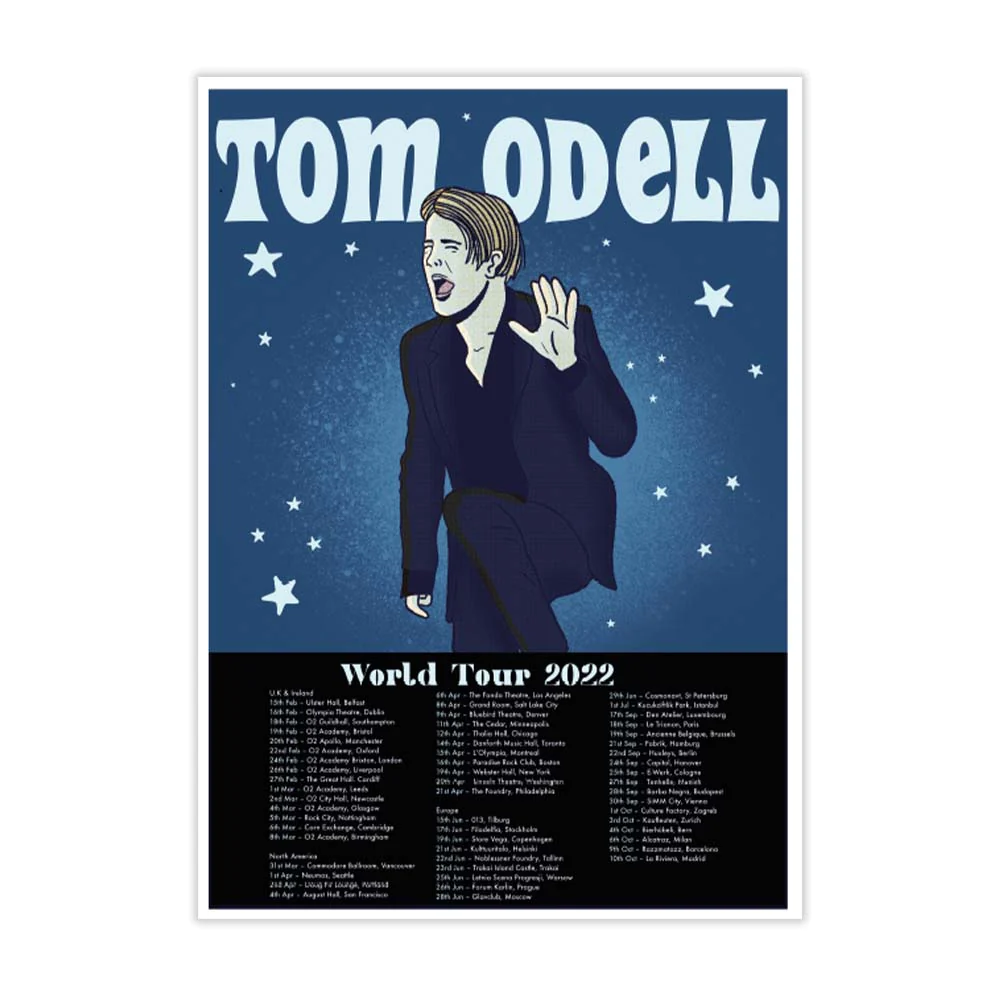 TOM ODELL
World Tour 2022
U.K & Ireland
15th Feb – Ulster Hall, Belfast
16th Feb – Olympia Theatre, Dublin
18th Feb – O2 Guildhall, Southampton
19th Feb – O2 Academy, Bristol
20th Feb – O2 Apollo, Manchester
22nd Feb – O2 Academy, Oxford
24th Feb – O2 Academy Brixton, London
26th Feb – O2 Academy, Liverpool
27th Feb – The Great Hall. Cardiff
1st Mar – O2 Academy, Leeds
2nd Mar – O2 City Hall, Newcastle
4th Mar – O2 Academy, Glasgow
5th Mar – Rock City, Nottingham
6th Mar – Corn Exchange, Cambridge
8th Mar – O2 Academy, Birmingham
North America
31st Mar – Commodore Ballroom, Vancouver
1st Apr – Neumos, Seattle
2nd Apr – Doug Fir Lounge, Portland
4th Apr – August Hall, San Francisco
6th Apr – The Fonda Theatre, Los Angeles
8th Apr – Grand Room, Salt Lake City
9th Apr – Bluebird Theatre, Denver
11th Apr – The Cedar, Minneapolis
12th Apr – Thalia Hall, Chicago
14th Apr – Danforth Music Hall, Toronto
15th Apr – L'Olympia, Montreal
16th Apr – Paradise Rock Club, Boston
19th Apr – Webster Hall, New York
20th Apr Lincoln Theatre, Washington
21st Apr – The Foundry, Philadelphia
Europe
15th Jun – 013, Tilburg
17th Jun – Filadelfia, Stockholm
19th Jun – Store Vega, Copenhagen
21st Jun – Kulttuuritalo, Helsinki
22nd Jun – Noblessner Foundry, Tallinn
23rd Jun – Trakai Island Castle, Trakai
25th Jun – Letnia Scena Progresji, Warsaw
26th Jun – Forum Karlin, Prague
28th Jun – Glavclub, Moscow
29th Jun – Cosmonavt, St Petersburg
1st Jul – Kucukciftlik Park, Istanbul
17th Sep – Den Atelier, Luxembourg
18th Sep – Le Trianon, Paris
19th Sep – Ancienne Belgique, Brussels
21st Sep – Fabrik, Hamburg
22nd Sep – Huxleys, Berlin
24th Sep – Capitol, Hanover
25th Sep – E-Werk, Cologne
27th Sep Tonhalle, Munich
28th Sep – Barba Negra, Budapest
30th Sep – SiMM City, Vienna
1st Oct – Culture Factory, Zagreb
3rd Oct – Kaufleuten, Zurich
4th Oct – Bierhübeli, Bern
6th Oct – Alcatraz, Milan
9th Oct – Razzmatazz, Barcelona
10th Oct – La Riviera, Madrid